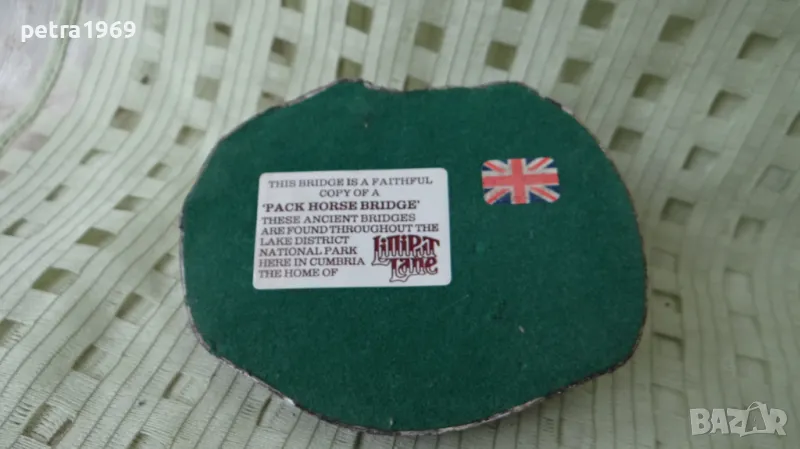 petra1969
THIS BRIDGE IS A FAITHFUL
COPY OF A
'PACK HORSE BRIDGE'
THESE ANCIENT BRIDGES
ARE FOUND THROUGHOUT THE
LAKE DISTRICT
NATIONAL PARK
HERE IN CUMBRIA
THE HOME OF
LilliPuT
Lane
BAZAR